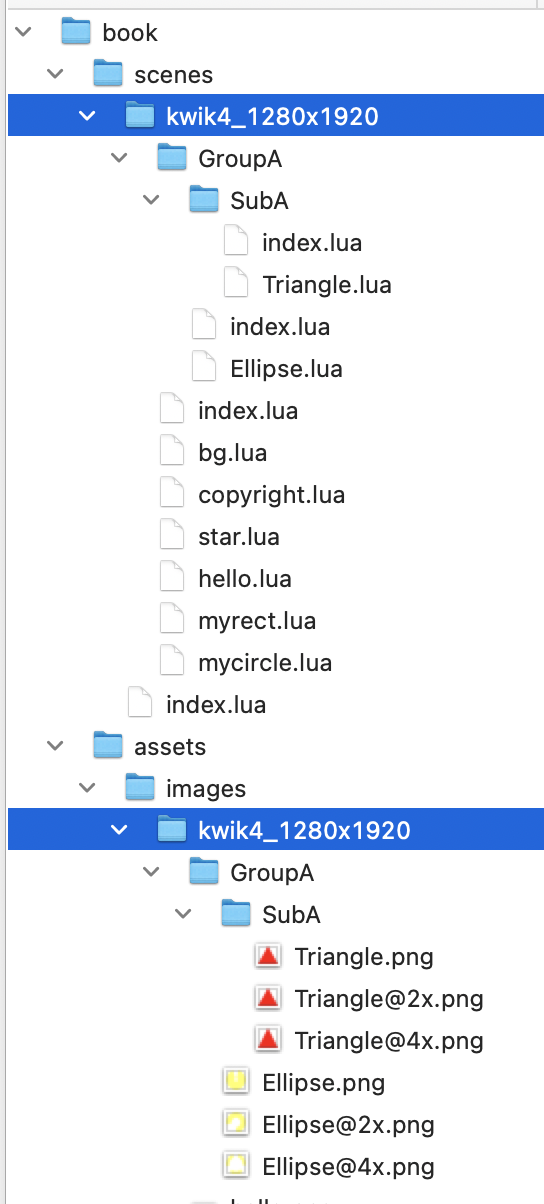 book
scenes
kwik4_1280x1920
GroupA
SubA
index.lua
Triangle.lua
index.lua
Ellipse.lua
index.lua
bg.lua
copyright.lua
star.lua
hello.lua
myrect.lua
mycircle.lua
index.lua
assets
images
kwik4_1280x1920
GroupA
SubA
Triangle.png
Triangle@2x.png
Triangle@4x.png
Ellipse.png
Ellipse@2x.png
Ellipse@4x.png